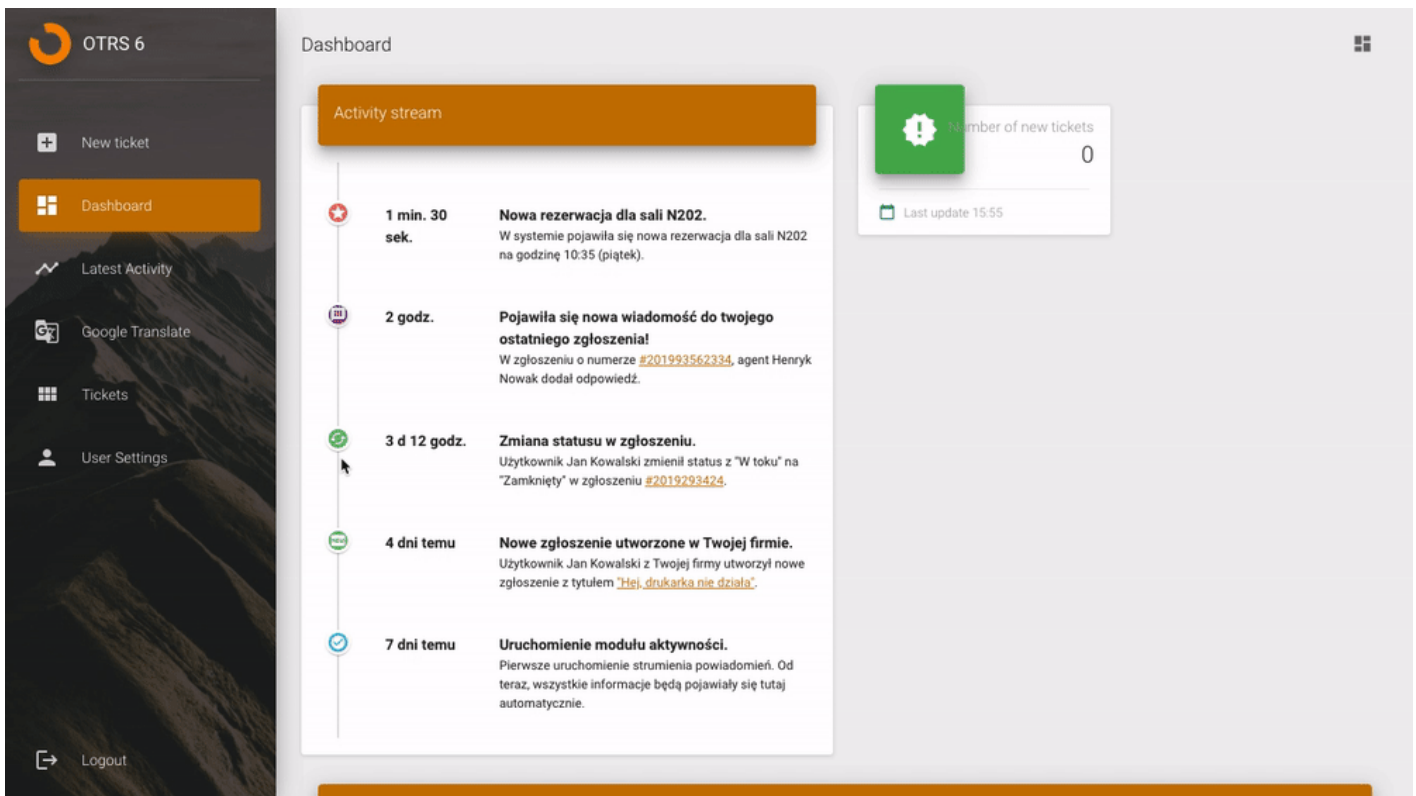 OTRS 6
New ticket
Dashboard
Latest Activity
Google Translate
Tickets
User Settings
Logout
Dashboard
Activity stream
1 min. 30
sek.
Nowa rezerwacja dla sali N202.
W systemie pojawiła się nowa rezerwacja dla sali N202
na godzinę 10:35 (piątek).
2 godz.
Pojawiła się nowa wiadomość do twojego
ostatniego zgłoszenia!
W zgłoszeniu o numerze #201993562334, agent Henryk
Nowak dodał odpowiedź.
3 d 12 godz.
Zmiana statusu w zgłoszeniu.
Użytkownik Jan Kowalski zmienił status z "W toku" na
"Zamknięty" w zgłoszeniu #2019293424.
4 dni temu
Nowe zgłoszenie utworzone w Twojej firmie.
Użytkownik Jan Kowalski z Twojej firmy utworzył nowe
zgłoszenie z tytułem "Hej, drukarka nie działa".
7 dni temu
Uruchomienie modułu aktywności.
Pierwsze uruchomienie strumienia powiadomień. Od
teraz, wszystkie informacje będą pojawiały się tutaj
automatycznie.
Number of new tickets
0
Last update 15:55